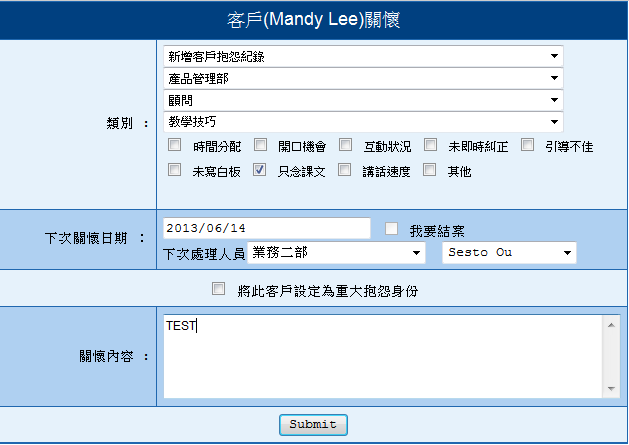 客戶(Mandy Lee)關懷
新增客戶抱怨紀錄
產品管理部
顧問
類別 : 教學技巧
時間分配 開口機會 互動狀況 未即時糾正 引導不佳
未寫白板 只念課文 講話速度 其他
下次關懷日期 : 2013/06/14 我要結案
下次處理人員 業務二部 Sesto Ou
將此客戶設定為重大抱怨身份
關懷內容 : TEST
Submit